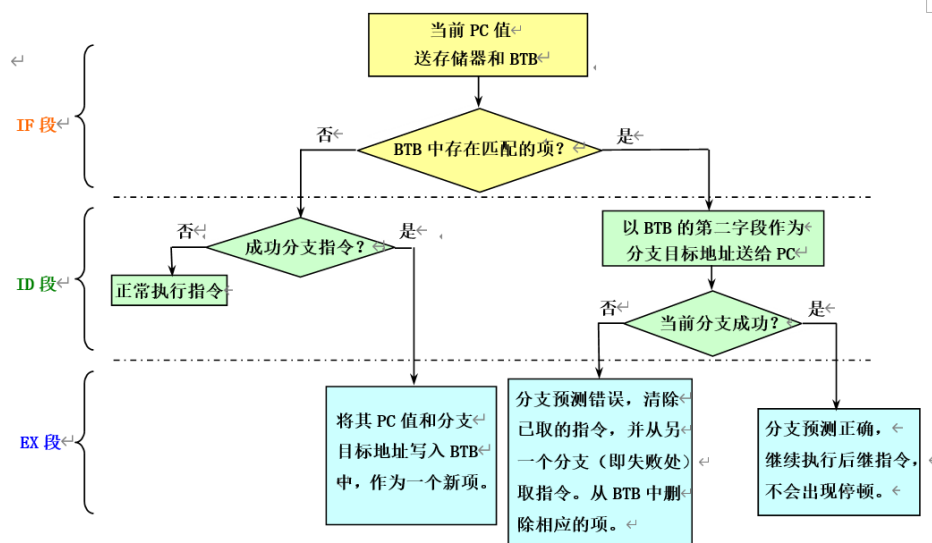 当前 PC 值
送存储器和 BTB
IF 段
否
BTB 中存在匹配的项？
是
否
成功分支指令？
是
以 BTB 的第二字段作为
分支目标地址送给 PC
ID 段
正常执行指令
否
当前分支成功？
是
EX 段
将其 PC 值和分支
目标地址写入 BTB
中，作为一个新项。
分支预测错误，清除
已取的指令，并从另
一个分支（即失败处）
取指令。从 BTB 中删
除相应的项。
分支预测正确，
继续执行后继指令，
不会出现停顿。